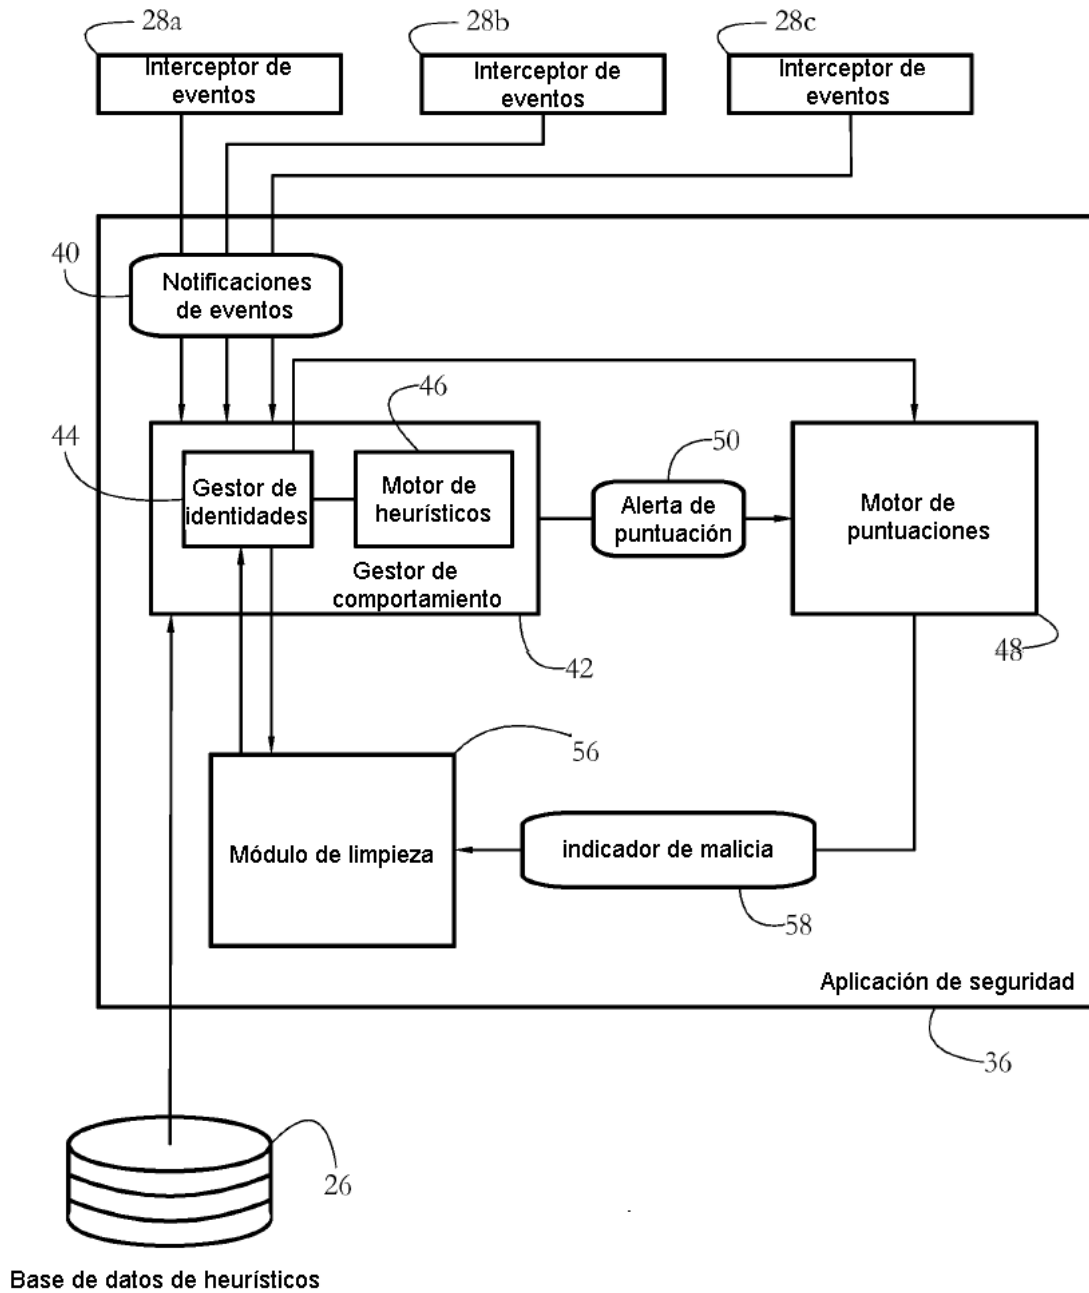 28a
28b
28c
Interceptor de
eventos
Interceptor de
eventos
Interceptor de
eventos
40
Notificaciones
de eventos
46
44
50
Gestor de
identidades
Motor de
heurísticos
Alerta de
puntuación
Motor de
puntuaciones
Gestor de
comportamiento
42
48
56
Módulo de limpieza
indicador de malicia
58
Aplicación de seguridad
36
26
Base de datos de heurísticos